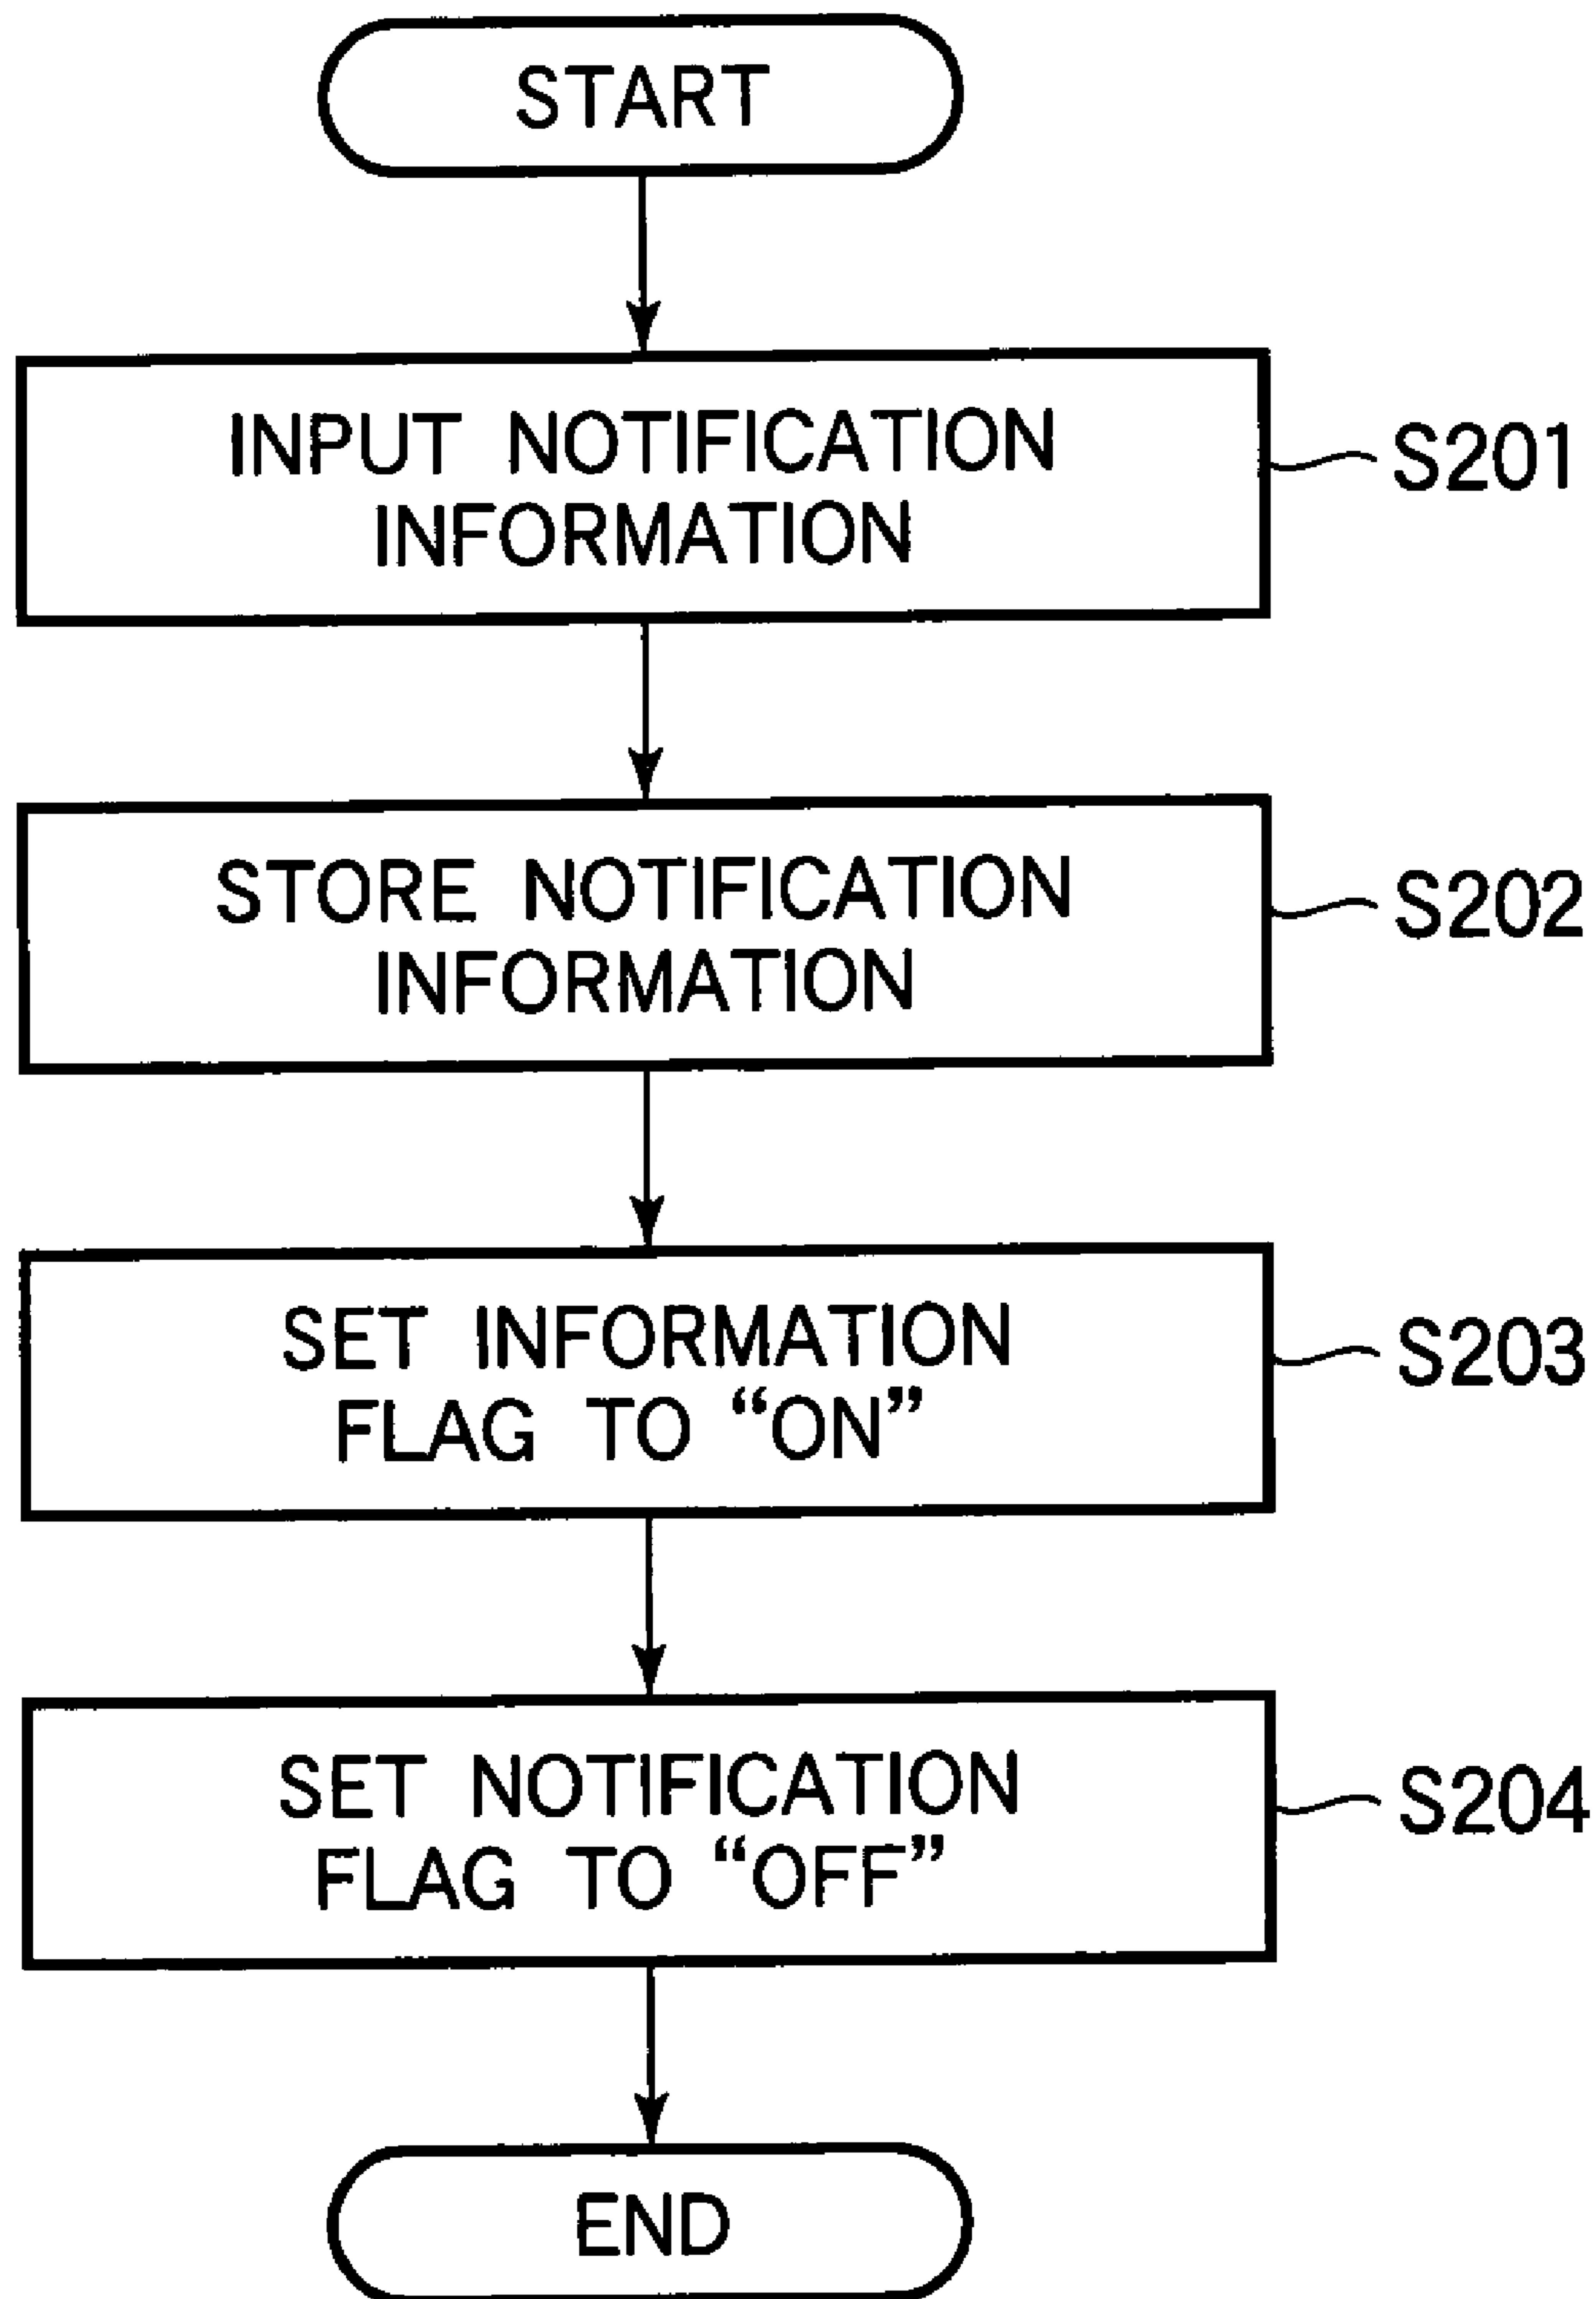 START
INPUT NOTIFICATION
INFORMATION
S201
STORE NOTIFICATION
INFORMATION
S202
SET INFORMATION
FLAG TO “ON”
S203
SET NOTIFICATION
FLAG TO “OFF”
S204
END